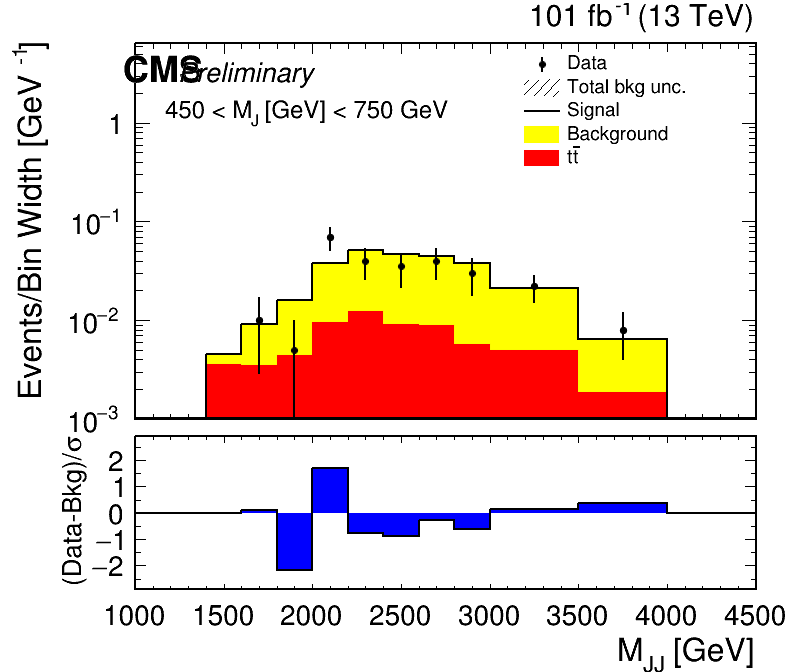 101 fb⁻¹ (13 TeV)
CMS Preliminary
450 < M_J [GeV] < 750 GeV
Data
Total bkg unc.
Signal
Background
tt̄
Events/Bin Width [GeV⁻¹]
1
10⁻¹
10⁻²
10⁻³
(Data-Bkg)/σ
2
1
0
−1
−2
1000 1500 2000 2500 3000 3500 4000 4500
M_JJ [GeV]